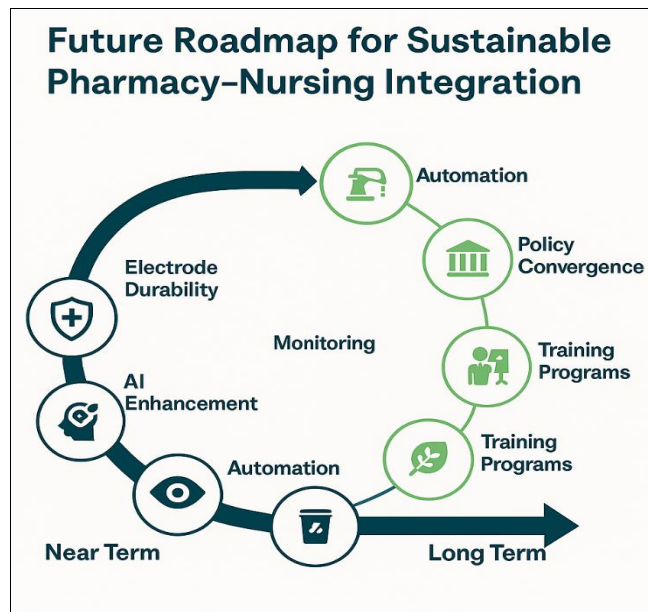 Future Roadmap for Sustainable
Pharmacy–Nursing Integration
Automation
Policy
Convergence
Electrode
Durability
Monitoring
Training
Programs
AI
Enhancement
Training
Programs
Automation
Near Term
Long Term